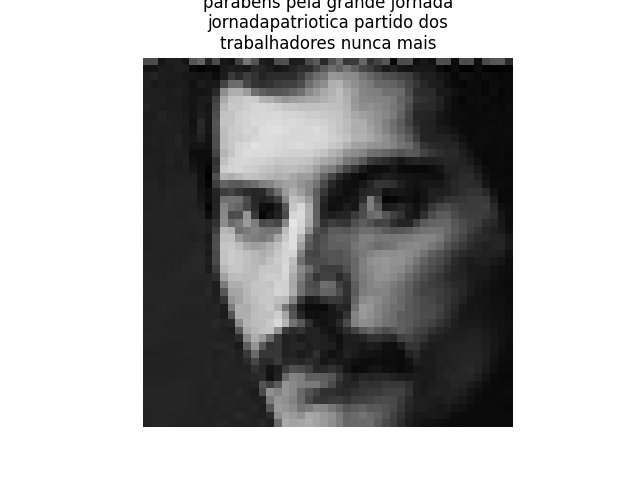 parabens pela grande jornada
jornadapatriotica partido dos
trabalhadores nunca mais